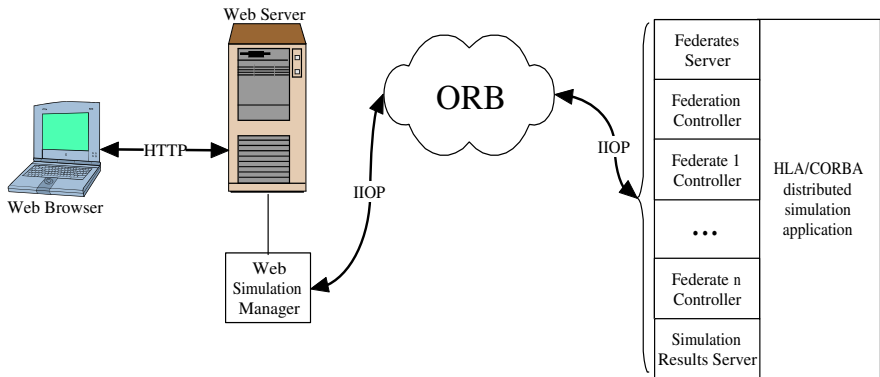 Web Server
Web Browser
HTTP
Web
Simulation
Manager
IIOP
ORB
IIOP
Federates
Server
Federation
Controller
Federate 1
Controller
...
Federate n
Controller
Simulation
Results Server
HLA/CORBA
distributed
simulation
application